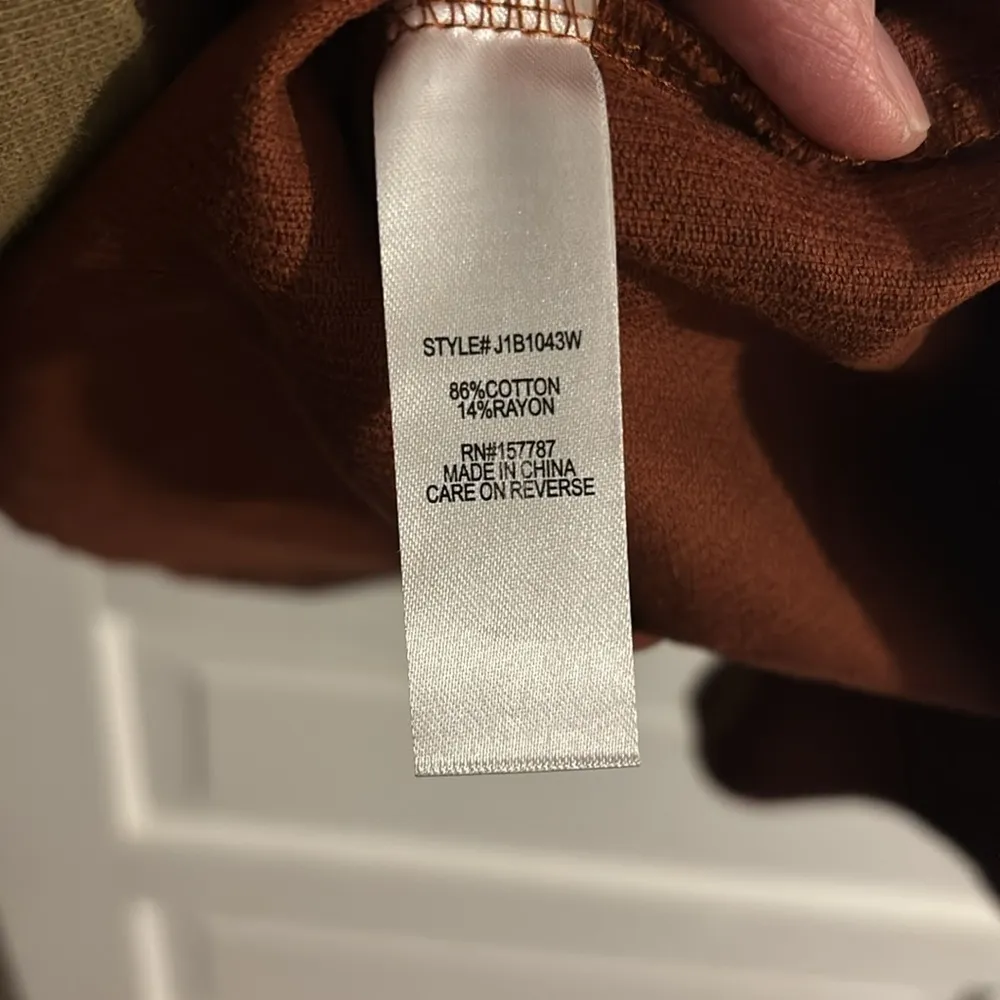 STYLE# J1B1043W
86%COTTON
14%RAYON
RN#157787
MADE IN CHINA
CARE ON REVERSE